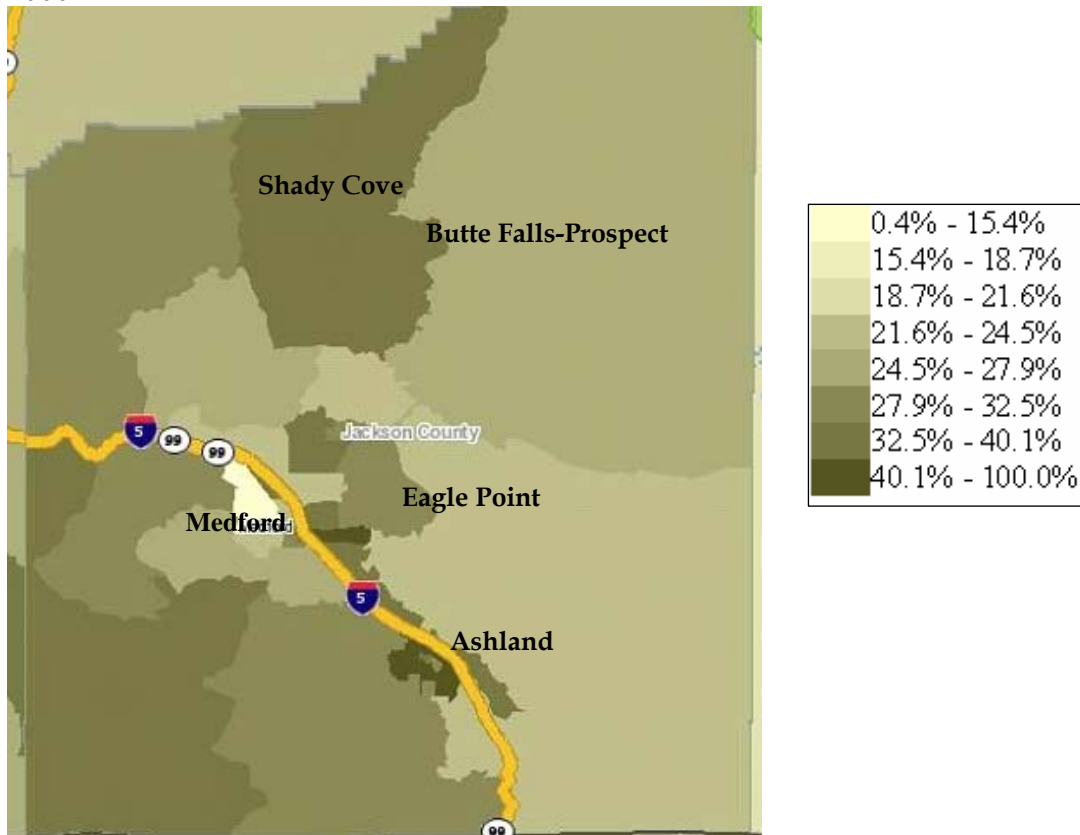 Shady Cove
Butte Falls-Prospect
5
99
99
Jackson County
Eagle Point
Medford
5
Ashland
99
0.4% - 15.4%
15.4% - 18.7%
18.7% - 21.6%
21.6% - 24.5%
24.5% - 27.9%
27.9% - 32.5%
32.5% - 40.1%
40.1% - 100.0%